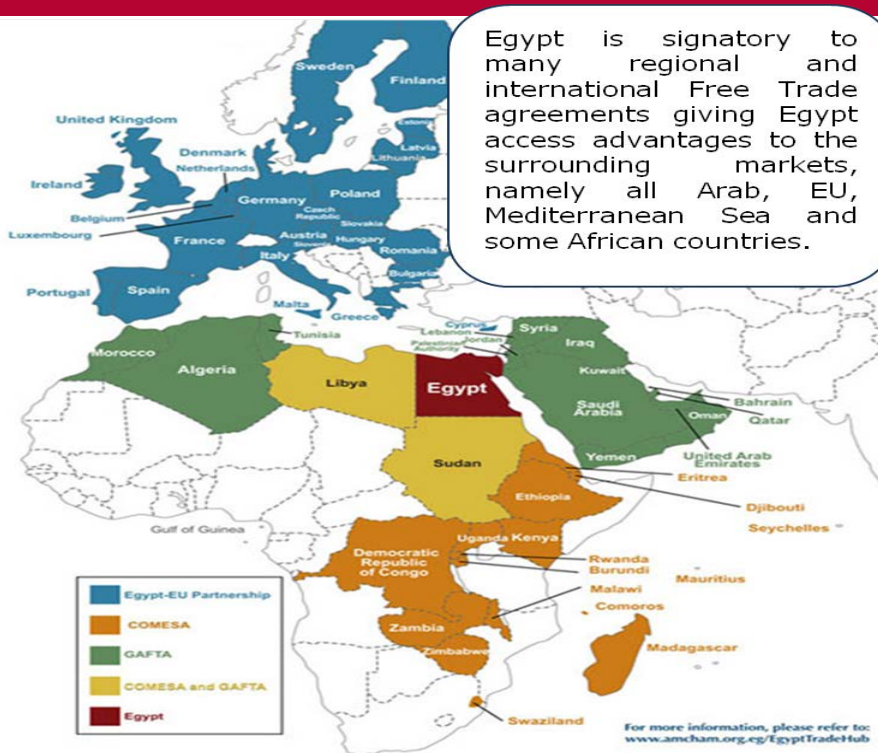 Egypt is signatory to
many regional and
international Free Trade
agreements giving Egypt
access advantages to the
surrounding markets,
namely all Arab, EU,
Mediterranean Sea and
some African countries.
Sweden
Finland
Estonia
Latvia
Lithuania
United Kingdom
Denmark
Netherlands
Ireland
Germany
Poland
Belgium
Czech
Republic
Slovakia
Luxembourg
France
Austria
Hungary
Slovenia
Romania
Italy
Bulgaria
Portugal
Spain
Malta
Greece
Cyprus
Tunisia
Lebanon
Syria
Palestinian
Authority
Jordan
Iraq
Morocco
Algeria
Libya
Egypt
Kuwait
Saudi
Arabia
Bahrain
Oman
Qatar
Yemen
United Arab
Emirates
Sudan
Eritrea
Ethiopia
Djibouti
Seychelles
Gulf of Guinea
Uganda
Kenya
Democratic
Republic
of Congo
Rwanda
Burundi
Malawi
Mauritius
Comoros
Zambia
Zimbabwe
Madagascar
Swaziland
Egypt-EU Partnership
COMESA
GAFTA
COMESA and GAFTA
Egypt
For more information, please refer to:
www.amcham.org.eg/EgyptTradeHub